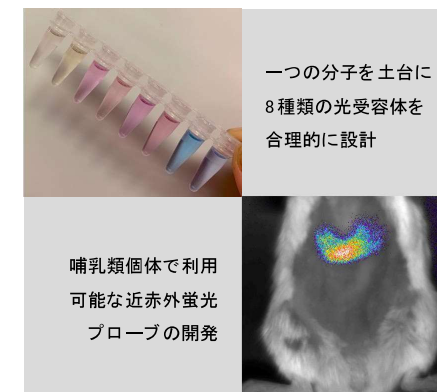 一つの分子を土台に
8種類の光受容体を
合理的に設計
哺乳類個体で利用
可能な近赤外蛍光
プローブの開発